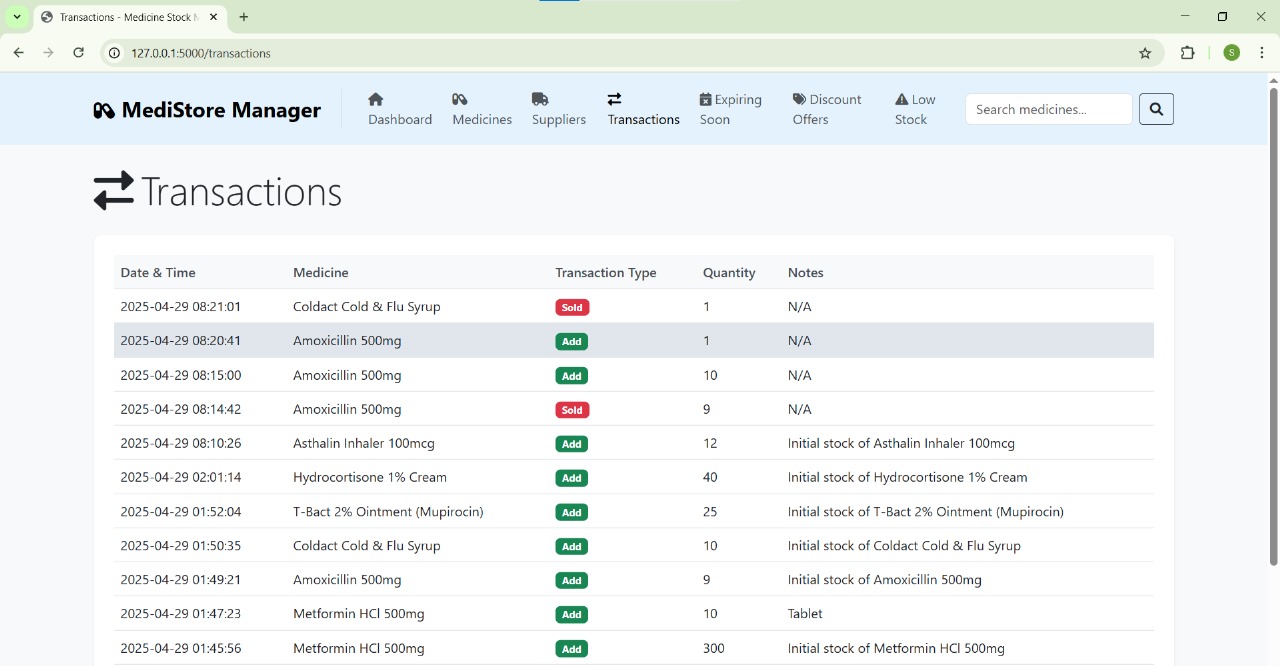 Transactions - Medicine Stock
127.0.0.1:5000/transactions
S
MediStore Manager
Dashboard
Medicines
Suppliers
Transactions
Expiring Soon
Discount Offers
Low Stock
Search medicines...
Transactions
Date & Time Medicine Transaction Type Quantity Notes
2025-04-29 08:21:01 Coldact Cold & Flu Syrup Sold 1 N/A
2025-04-29 08:20:41 Amoxicillin 500mg Add 1 N/A
2025-04-29 08:15:00 Amoxicillin 500mg Add 10 N/A
2025-04-29 08:14:42 Amoxicillin 500mg Sold 9 N/A
2025-04-29 08:10:26 Asthalin Inhaler 100mcg Add 12 Initial stock of Asthalin Inhaler 100mcg
2025-04-29 02:01:14 Hydrocortisone 1% Cream Add 40 Initial stock of Hydrocortisone 1% Cream
2025-04-29 01:52:04 T-Bact 2% Ointment (Mupirocin) Add 25 Initial stock of T-Bact 2% Ointment (Mupirocin)
2025-04-29 01:50:35 Coldact Cold & Flu Syrup Add 10 Initial stock of Coldact Cold & Flu Syrup
2025-04-29 01:49:21 Amoxicillin 500mg Add 9 Initial stock of Amoxicillin 500mg
2025-04-29 01:47:23 Metformin HCl 500mg Add 10 Tablet
2025-04-29 01:45:56 Metformin HCl 500mg Add 300 Initial stock of Metformin HCl 500mg